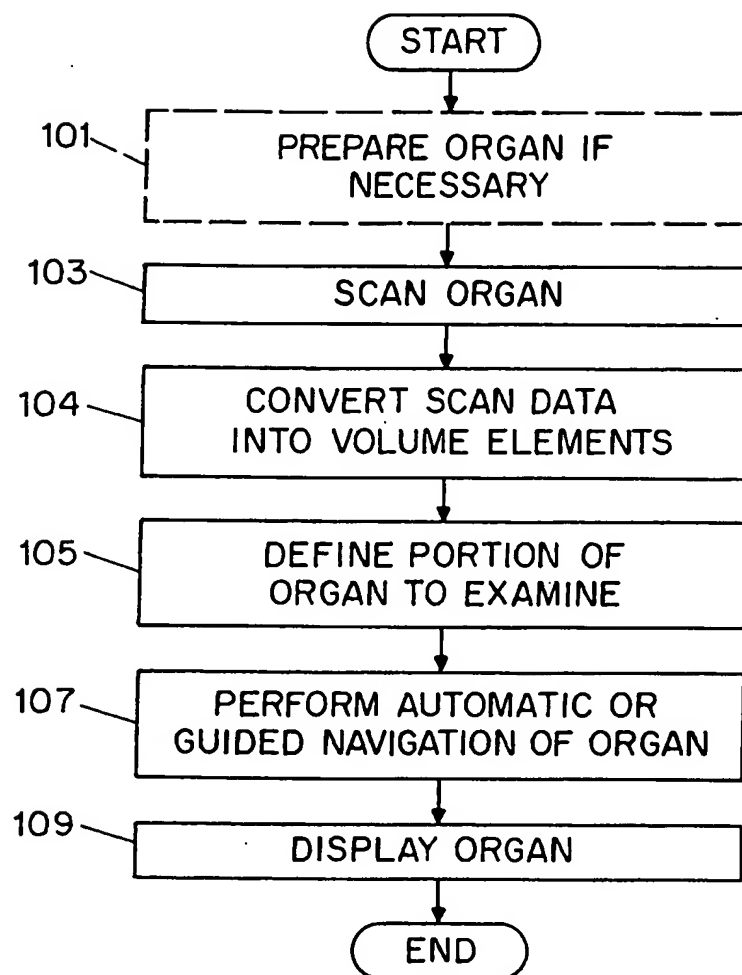 START
101
PREPARE ORGAN IF
NECESSARY
103
SCAN ORGAN
104
CONVERT SCAN DATA
INTO VOLUME ELEMENTS
105
DEFINE PORTION OF
ORGAN TO EXAMINE
107
PERFORM AUTOMATIC OR
GUIDED NAVIGATION OF ORGAN
109
DISPLAY ORGAN
END